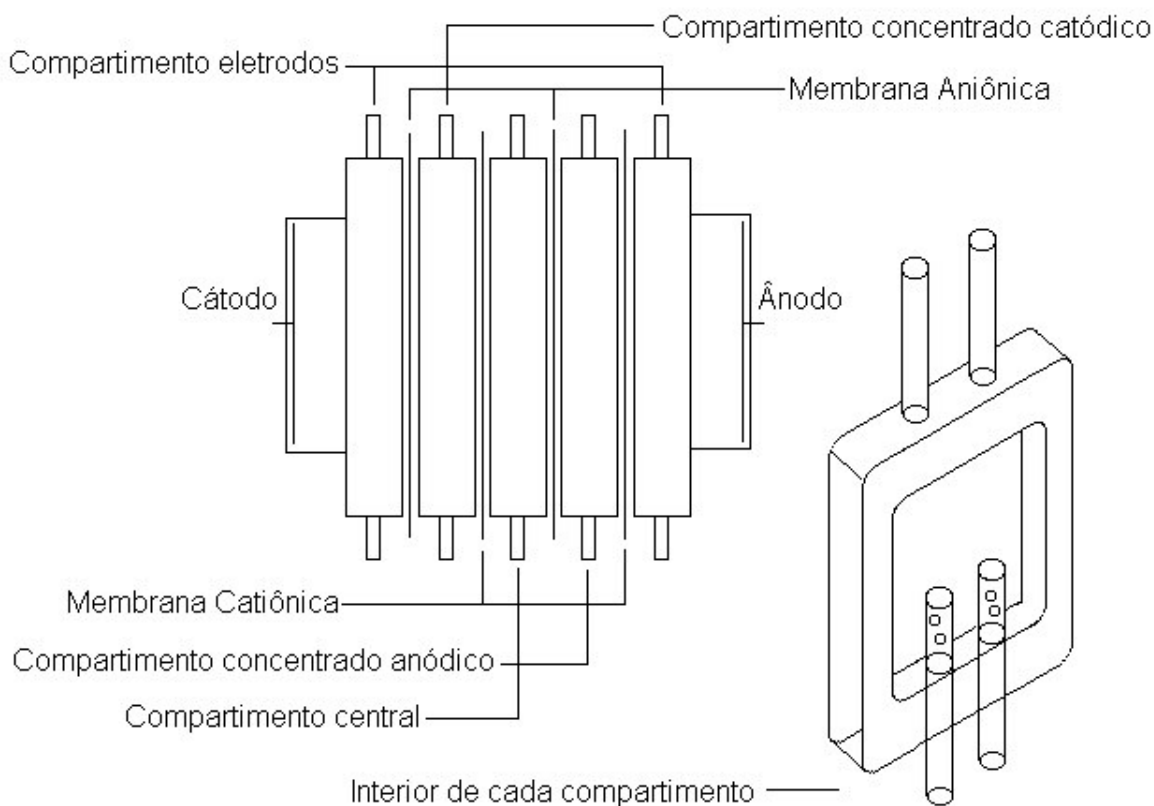 Compartimento concentrado catódico
Compartimento eletrodos
Membrana Aniônica
Cátodo
Ânodo
Membrana Catiônica
Compartimento concentrado anódico
Compartimento central
Interior de cada compartimento